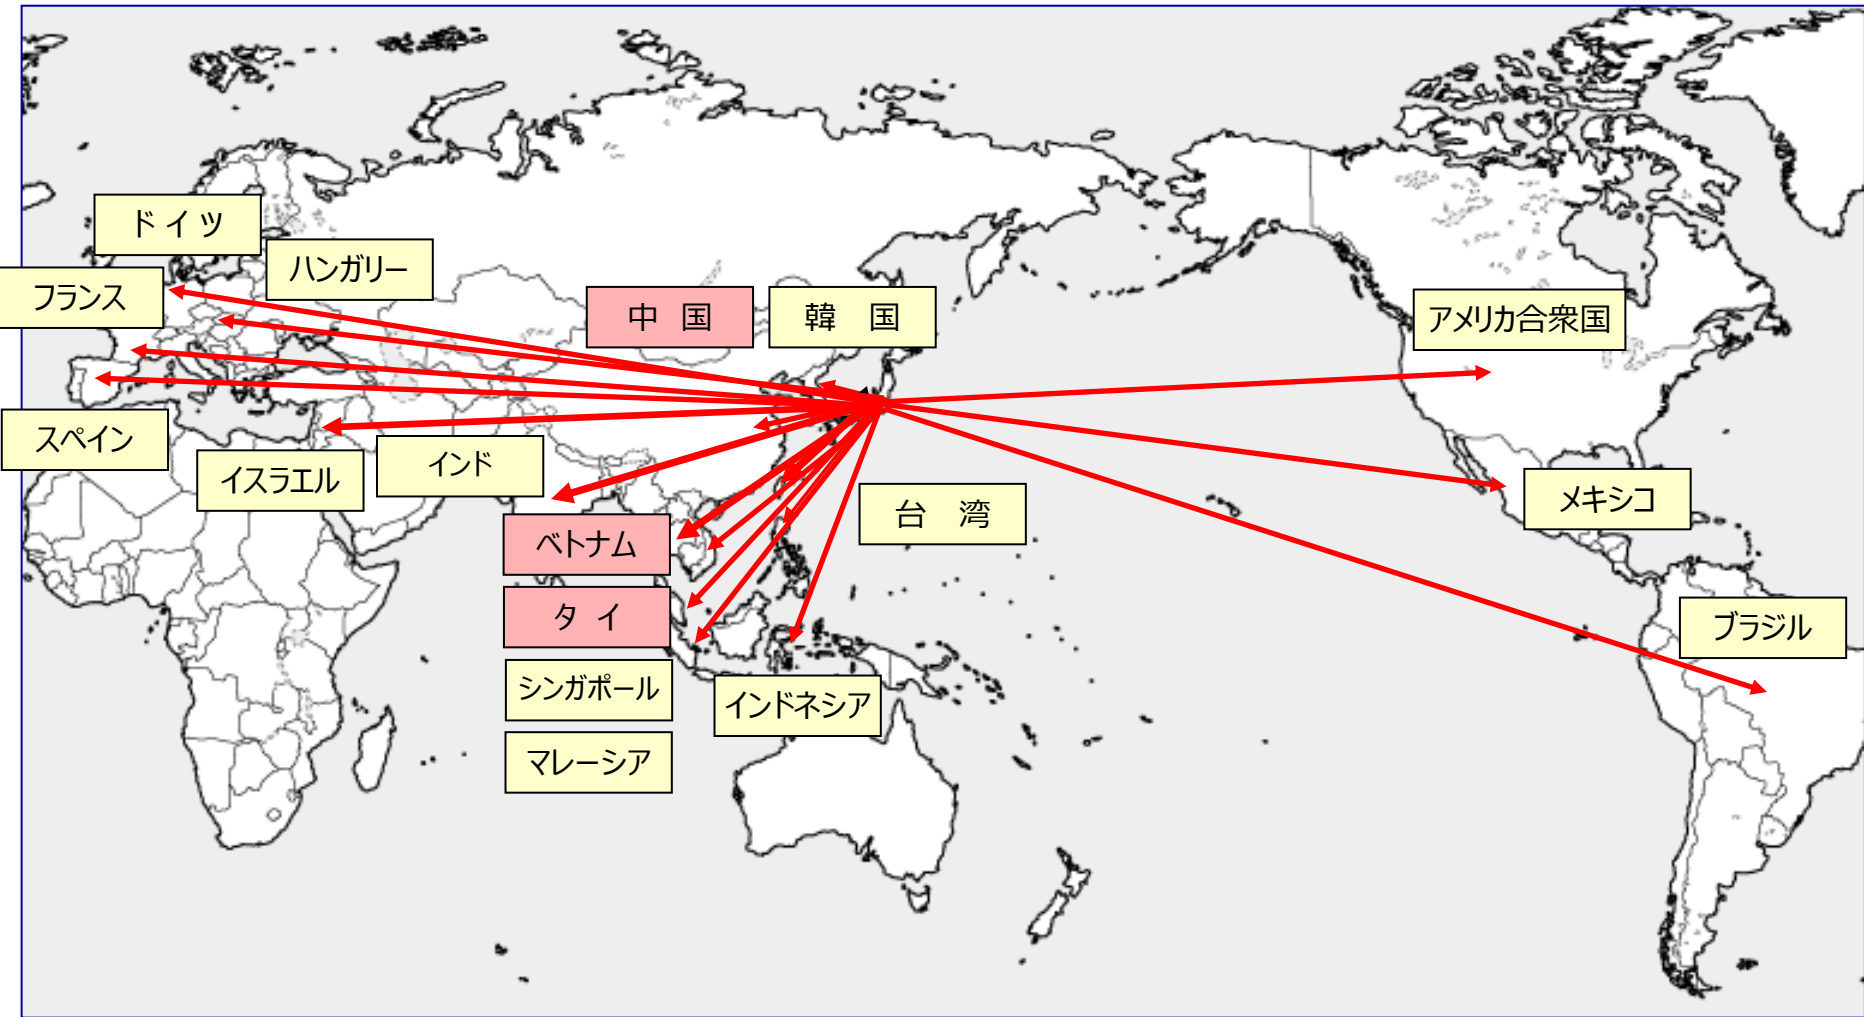 ド イ ツ
ハンガリー
フランス
中 国
韓 国
アメリカ合衆国
スペイン
イスラエル
インド
メキシコ
台 湾
ベトナム
タ イ
ブラジル
シンガポール
インドネシア
マレーシア